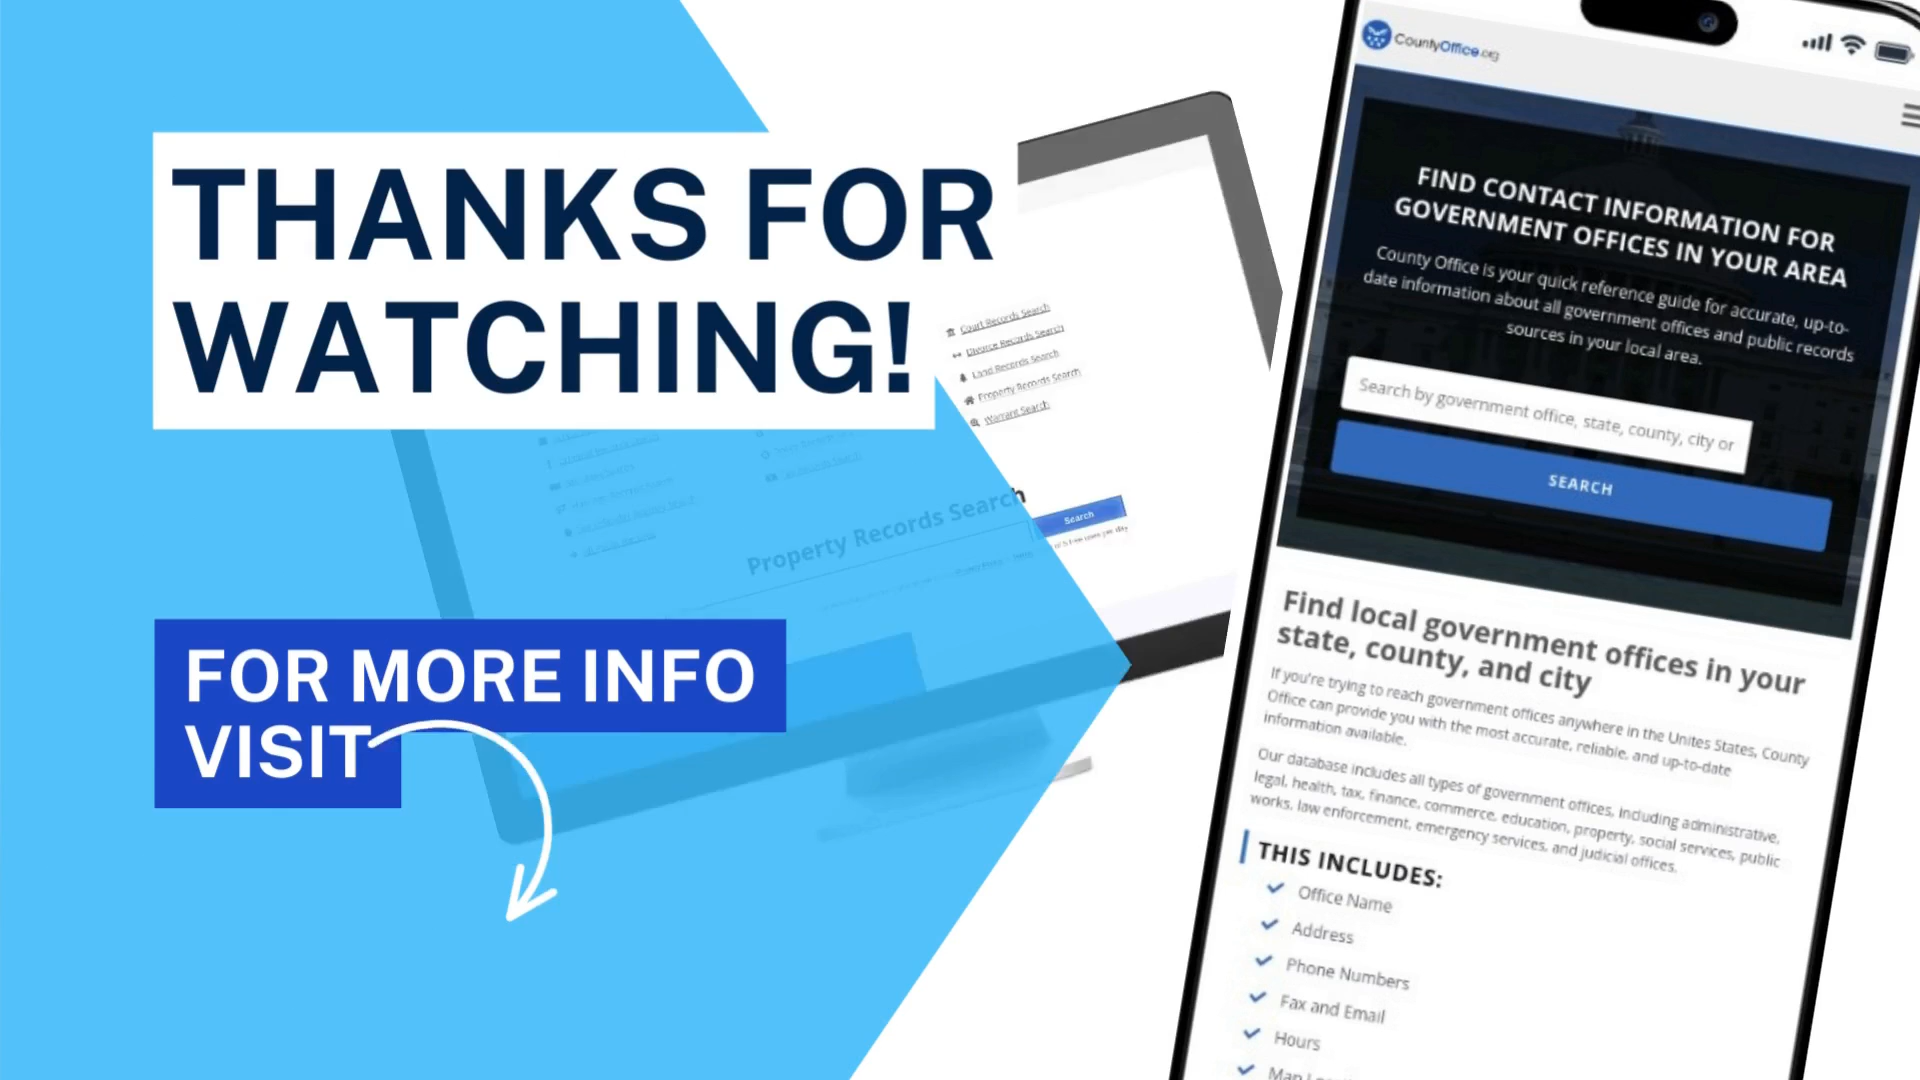 THANKS FOR
WATCHING!
FOR MORE INFO
VISIT
Court Records Search
Divorce Records Search
Land Records Search
Property Records Search
Warrant Search
Property Records Search
Search
CountyOffice.org
FIND CONTACT INFORMATION FOR
GOVERNMENT OFFICES IN YOUR AREA
County Office is your quick reference guide for accurate, up-to-
date information about all government offices and public records
sources in your local area.
Search by government office, state, county, city or
SEARCH
Find local government offices in your
state, county, and city
If you're trying to reach government offices anywhere in the Unites States, County
Office can provide you with the most accurate, reliable, and up-to-date
information available.
Our database includes all types of government offices, including administrative,
legal, health, tax, finance, commerce, education, property, social services, public
works, law enforcement, emergency services, and judicial offices.
THIS INCLUDES:
Office Name
Address
Phone Numbers
Fax and Email
Hours